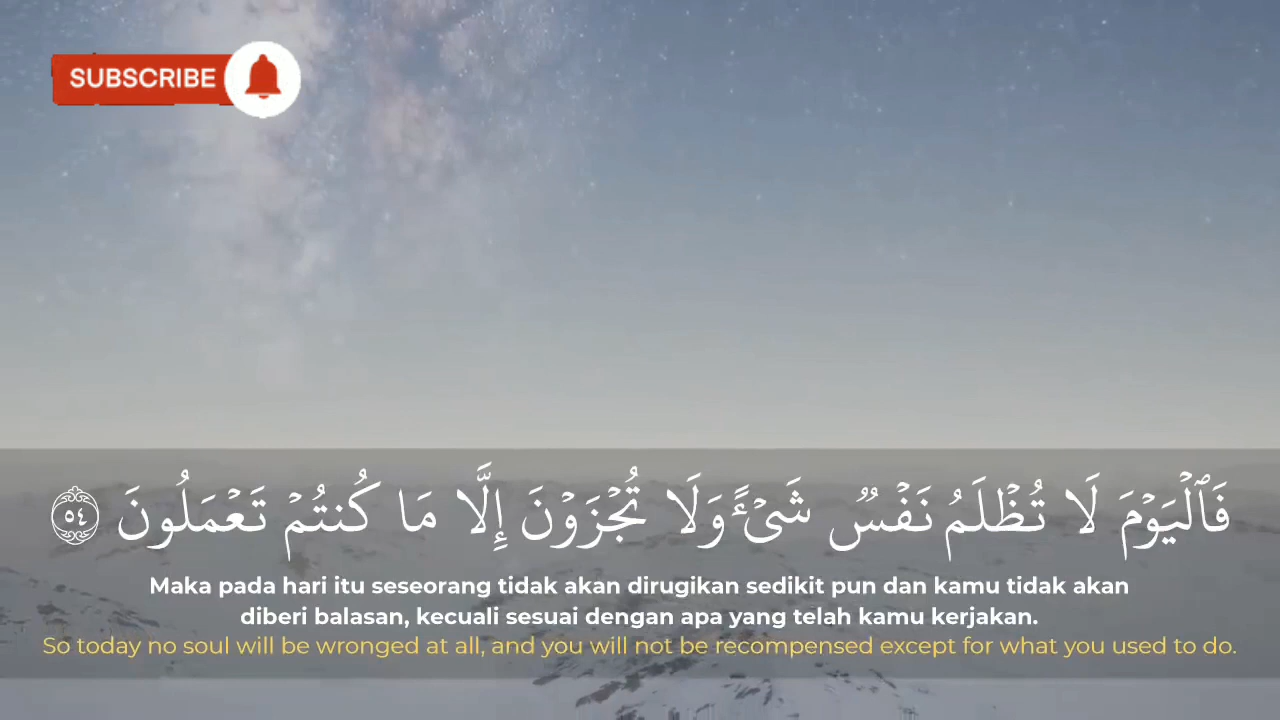 SUBSCRIBE
فَٱلْيَوْمَ لَا تُظْلَمُ نَفْسٌ شَيْـًٔا وَلَا تُجْزَوْنَ إِلَّا مَا كُنتُمْ تَعْمَلُونَ ٥٤
Maka pada hari itu seseorang tidak akan dirugikan sedikit pun dan kamu tidak akan
diberi balasan, kecuali sesuai dengan apa yang telah kamu kerjakan.
So today no soul will be wronged at all, and you will not be recompensed except for what you used to do.